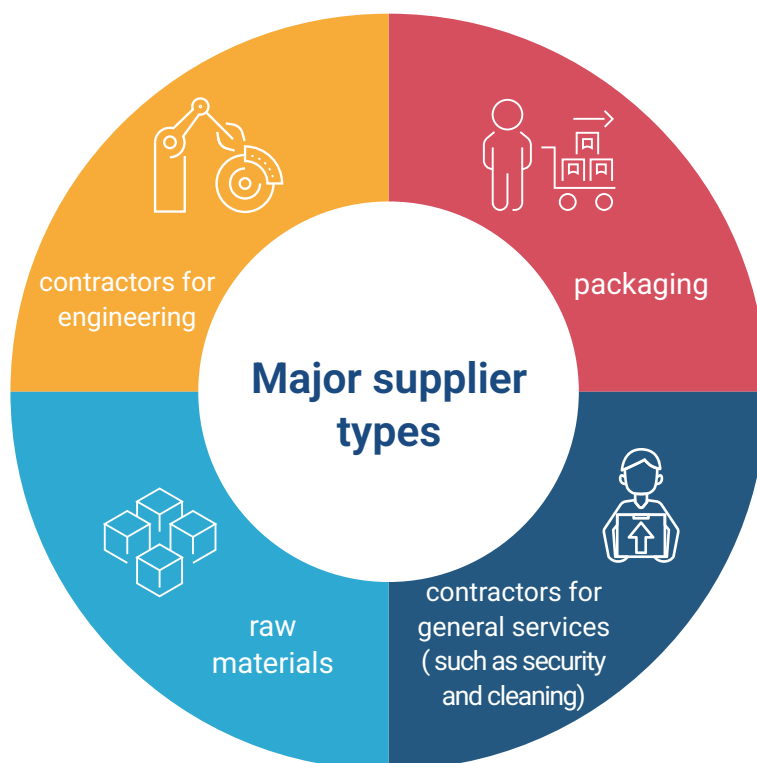 contractors for
engineering
packaging
Major supplier
types
raw
materials
contractors for
general services
( such as security
and cleaning)